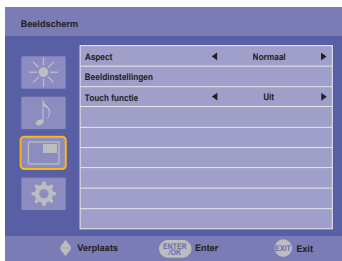 Beeldscherm
Aspect Normaal
Beeldinstellingen
Touch functie Uit
Verplaats ENTER /OK Enter EXIT Exit